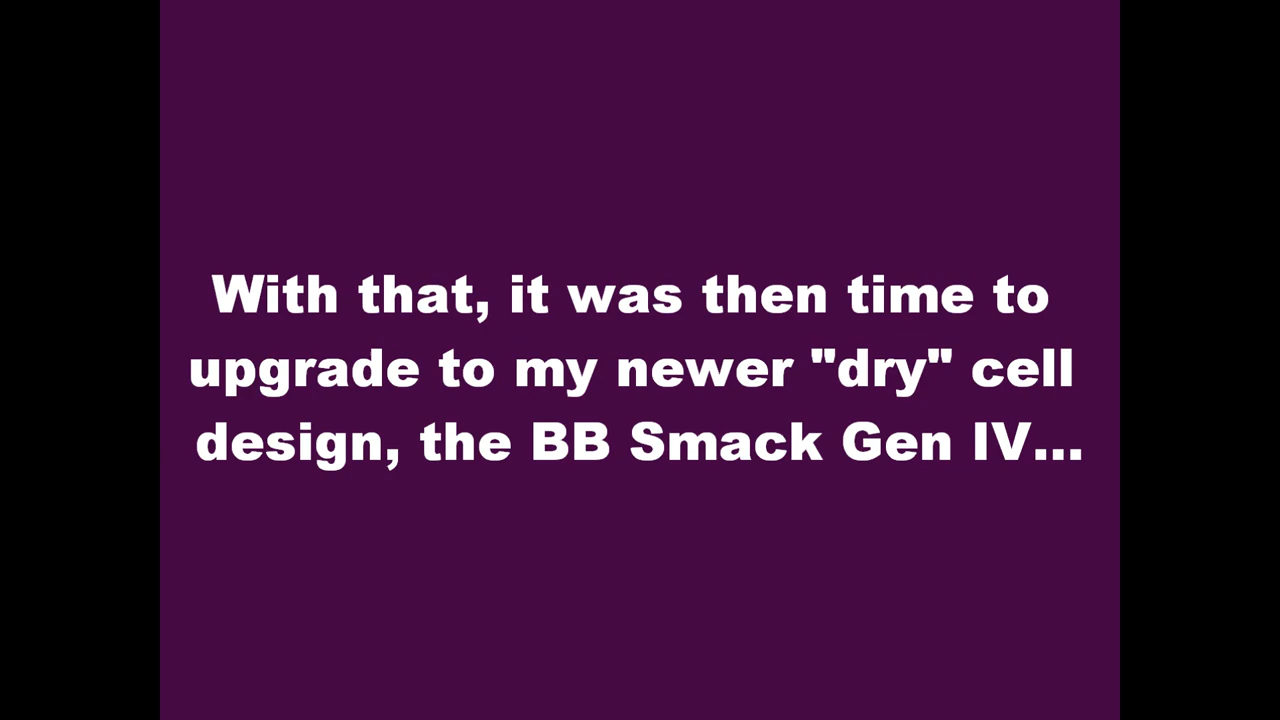 With that, it was then time to
upgrade to my newer "dry" cell
design, the BB Smack Gen IV...